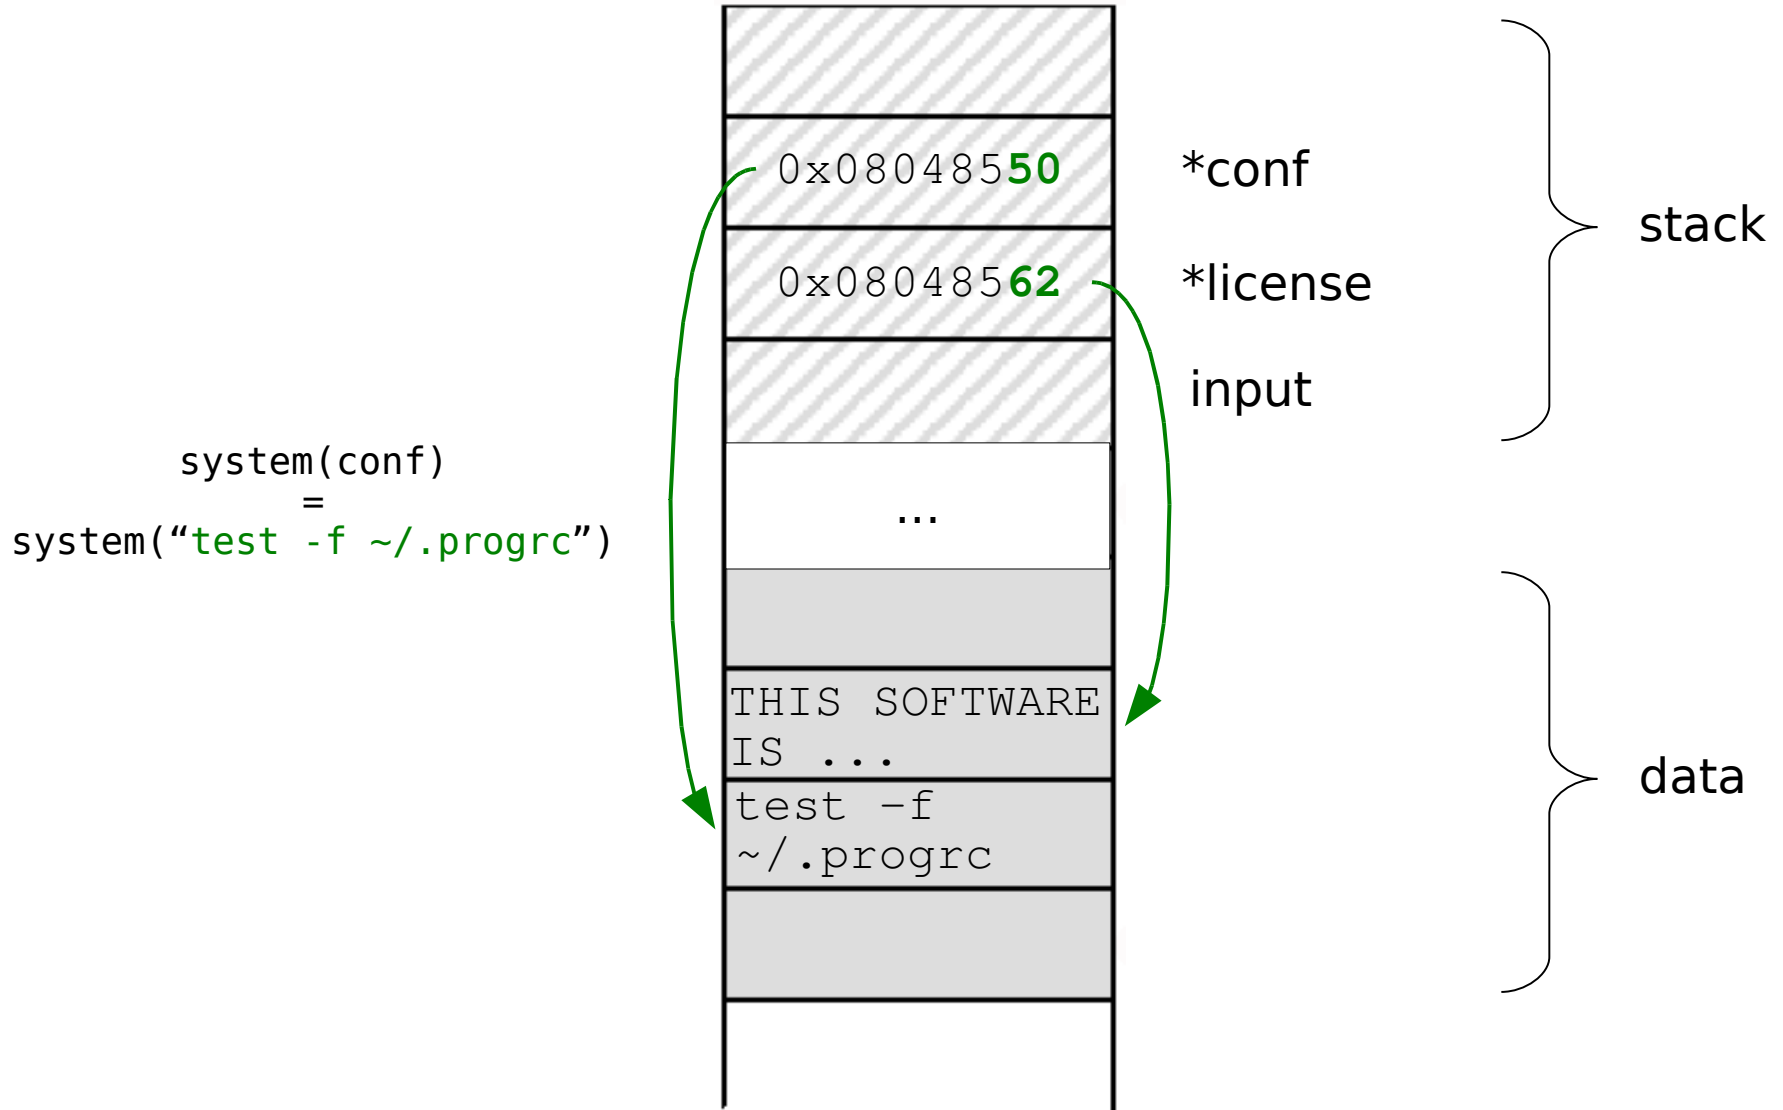 0x08048550
*conf
stack
0x08048562
*license
input
system(conf)
=
system(“test -f ~/.progrc”)
...
THIS SOFTWARE
IS ...
data
test -f
~/.progrc